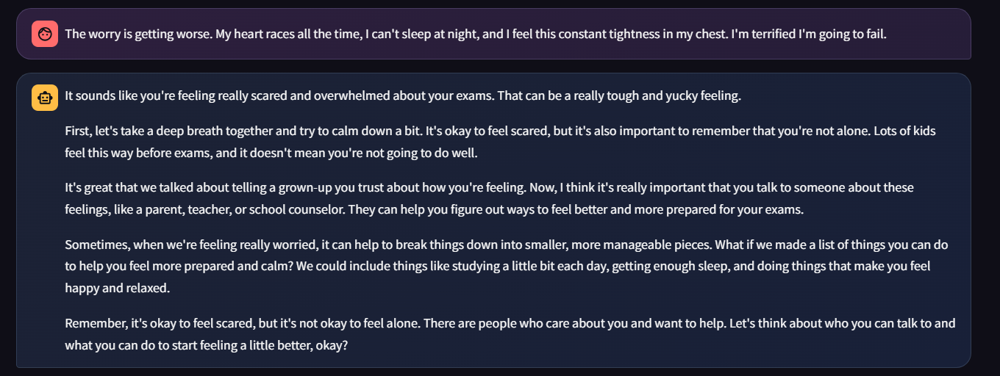 The worry is getting worse. My heart races all the time, I can't sleep at night, and I feel this constant tightness in my chest. I'm terrified I'm going to fail.
It sounds like you're feeling really scared and overwhelmed about your exams. That can be a really tough and yucky feeling.
First, let's take a deep breath together and try to calm down a bit. It's okay to feel scared, but it's also important to remember that you're not alone. Lots of kids
feel this way before exams, and it doesn't mean you're not going to do well.
It's great that we talked about telling a grown-up you trust about how you're feeling. Now, I think it's really important that you talk to someone about these
feelings, like a parent, teacher, or school counselor. They can help you figure out ways to feel better and more prepared for your exams.
Sometimes, when we're feeling really worried, it can help to break things down into smaller, more manageable pieces. What if we made a list of things you can do
to help you feel more prepared and calm? We could include things like studying a little bit each day, getting enough sleep, and doing things that make you feel
happy and relaxed.
Remember, it's okay to feel scared, but it's not okay to feel alone. There are people who care about you and want to help. Let's think about who you can talk to and
what you can do to start feeling a little better, okay?